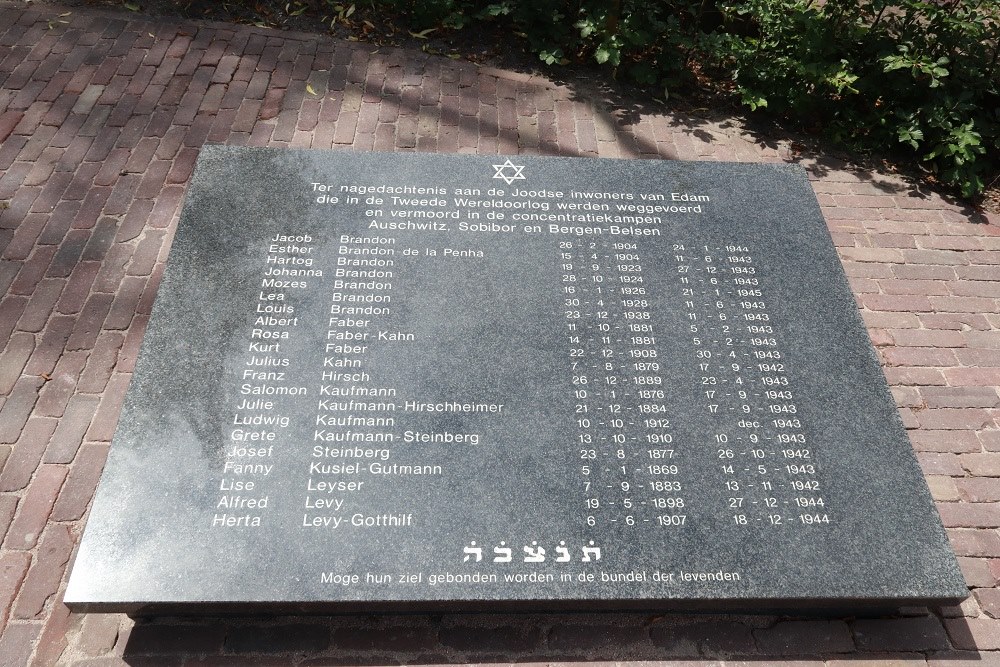 Ter nagedachtenis aan de Joodse inwoners van Edam
die in de Tweede Wereldoorlog werden weggevoerd
en vermoord in de concentratiekampen
Auschwitz, Sobibor en Bergen-Belsen
Jacob Brandon 26 - 2 - 1904 24 - 1 - 1944
Esther Brandon-de la Penha 15 - 4 - 1904 11 - 6 - 1943
Hartog Brandon 19 - 9 - 1923 27 - 12 - 1943
Johanna Brandon 28 - 10 - 1924 11 - 6 - 1943
Mozes Brandon 16 - 1 - 1926 21 - 1 - 1945
Lea Brandon 30 - 4 - 1928 11 - 6 - 1943
Louis Brandon 23 - 12 - 1938 11 - 6 - 1943
Albert Faber 11 - 10 - 1881 5 - 2 - 1943
Rosa Faber-Kahn 14 - 11 - 1881 5 - 2 - 1943
Kurt Faber 22 - 12 - 1908 30 - 4 - 1943
Julius Kahn 7 - 8 - 1879 17 - 9 - 1942
Franz Hirsch 26 - 12 - 1889 23 - 4 - 1943
Salomon Kaufmann 10 - 1 - 1876 17 - 9 - 1943
Julie Kaufmann-Hirschheimer 21 - 12 - 1884 17 - 9 - 1943
Ludwig Kaufmann 10 - 10 - 1912 dec. 1943
Grete Kaufmann-Steinberg 13 - 10 - 1910 10 - 9 - 1943
Josef Steinberg 23 - 8 - 1877 26 - 10 - 1942
Fanny Kusiel-Gutmann 5 - 1 - 1869 14 - 5 - 1943
Lise Leyser 7 - 9 - 1883 13 - 11 - 1942
Alfred Levy 19 - 5 - 1898 27 - 12 - 1944
Herta Levy-Gotthilf 6 - 6 - 1907 18 - 12 - 1944
תנצבה
Moge hun ziel gebonden worden in de bundel der levenden